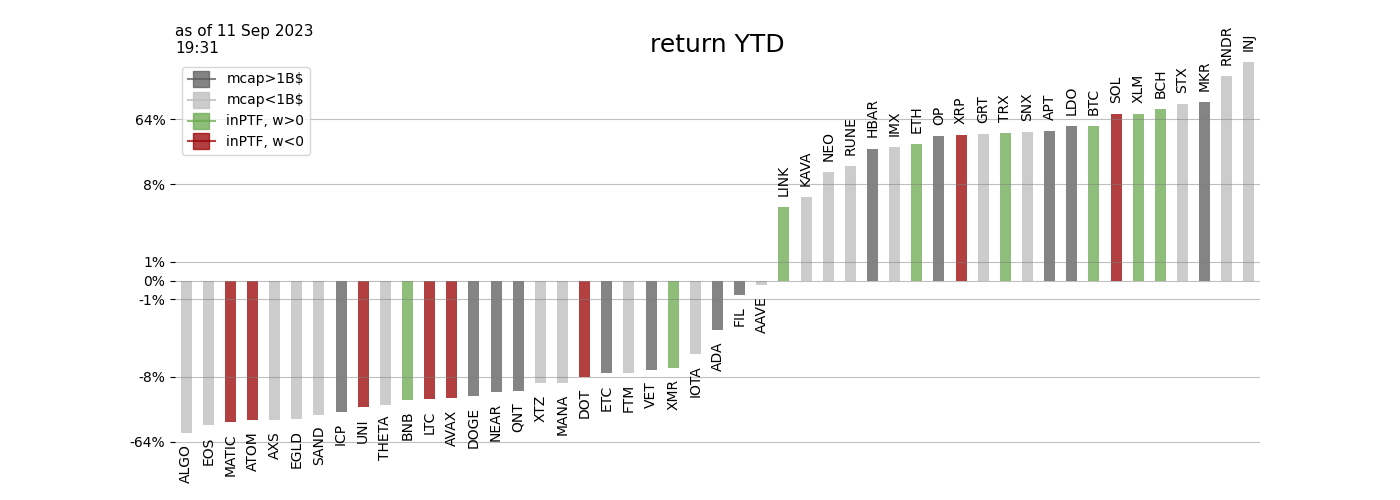 as of 11 Sep 2023
19:31
return YTD
mcap>1B$
mcap<1B$
inPTF, w>0
inPTF, w<0
64%
8%
1%
0%
-1%
-8%
-64%
ALGO
EOS
MATIC
ATOM
AXS
EGLD
SAND
ICP
UNI
THETA
BNB
LTC
AVAX
DOGE
NEAR
QNT
XTZ
MANA
DOT
ETC
FTM
VET
XMR
IOTA
ADA
FIL
AAVE
LINK
KAVA
NEO
RUNE
HBAR
IMX
ETH
OP
XRP
GRT
TRX
SNX
APT
LDO
BTC
SOL
XLM
BCH
STX
MKR
RNDR
INJ